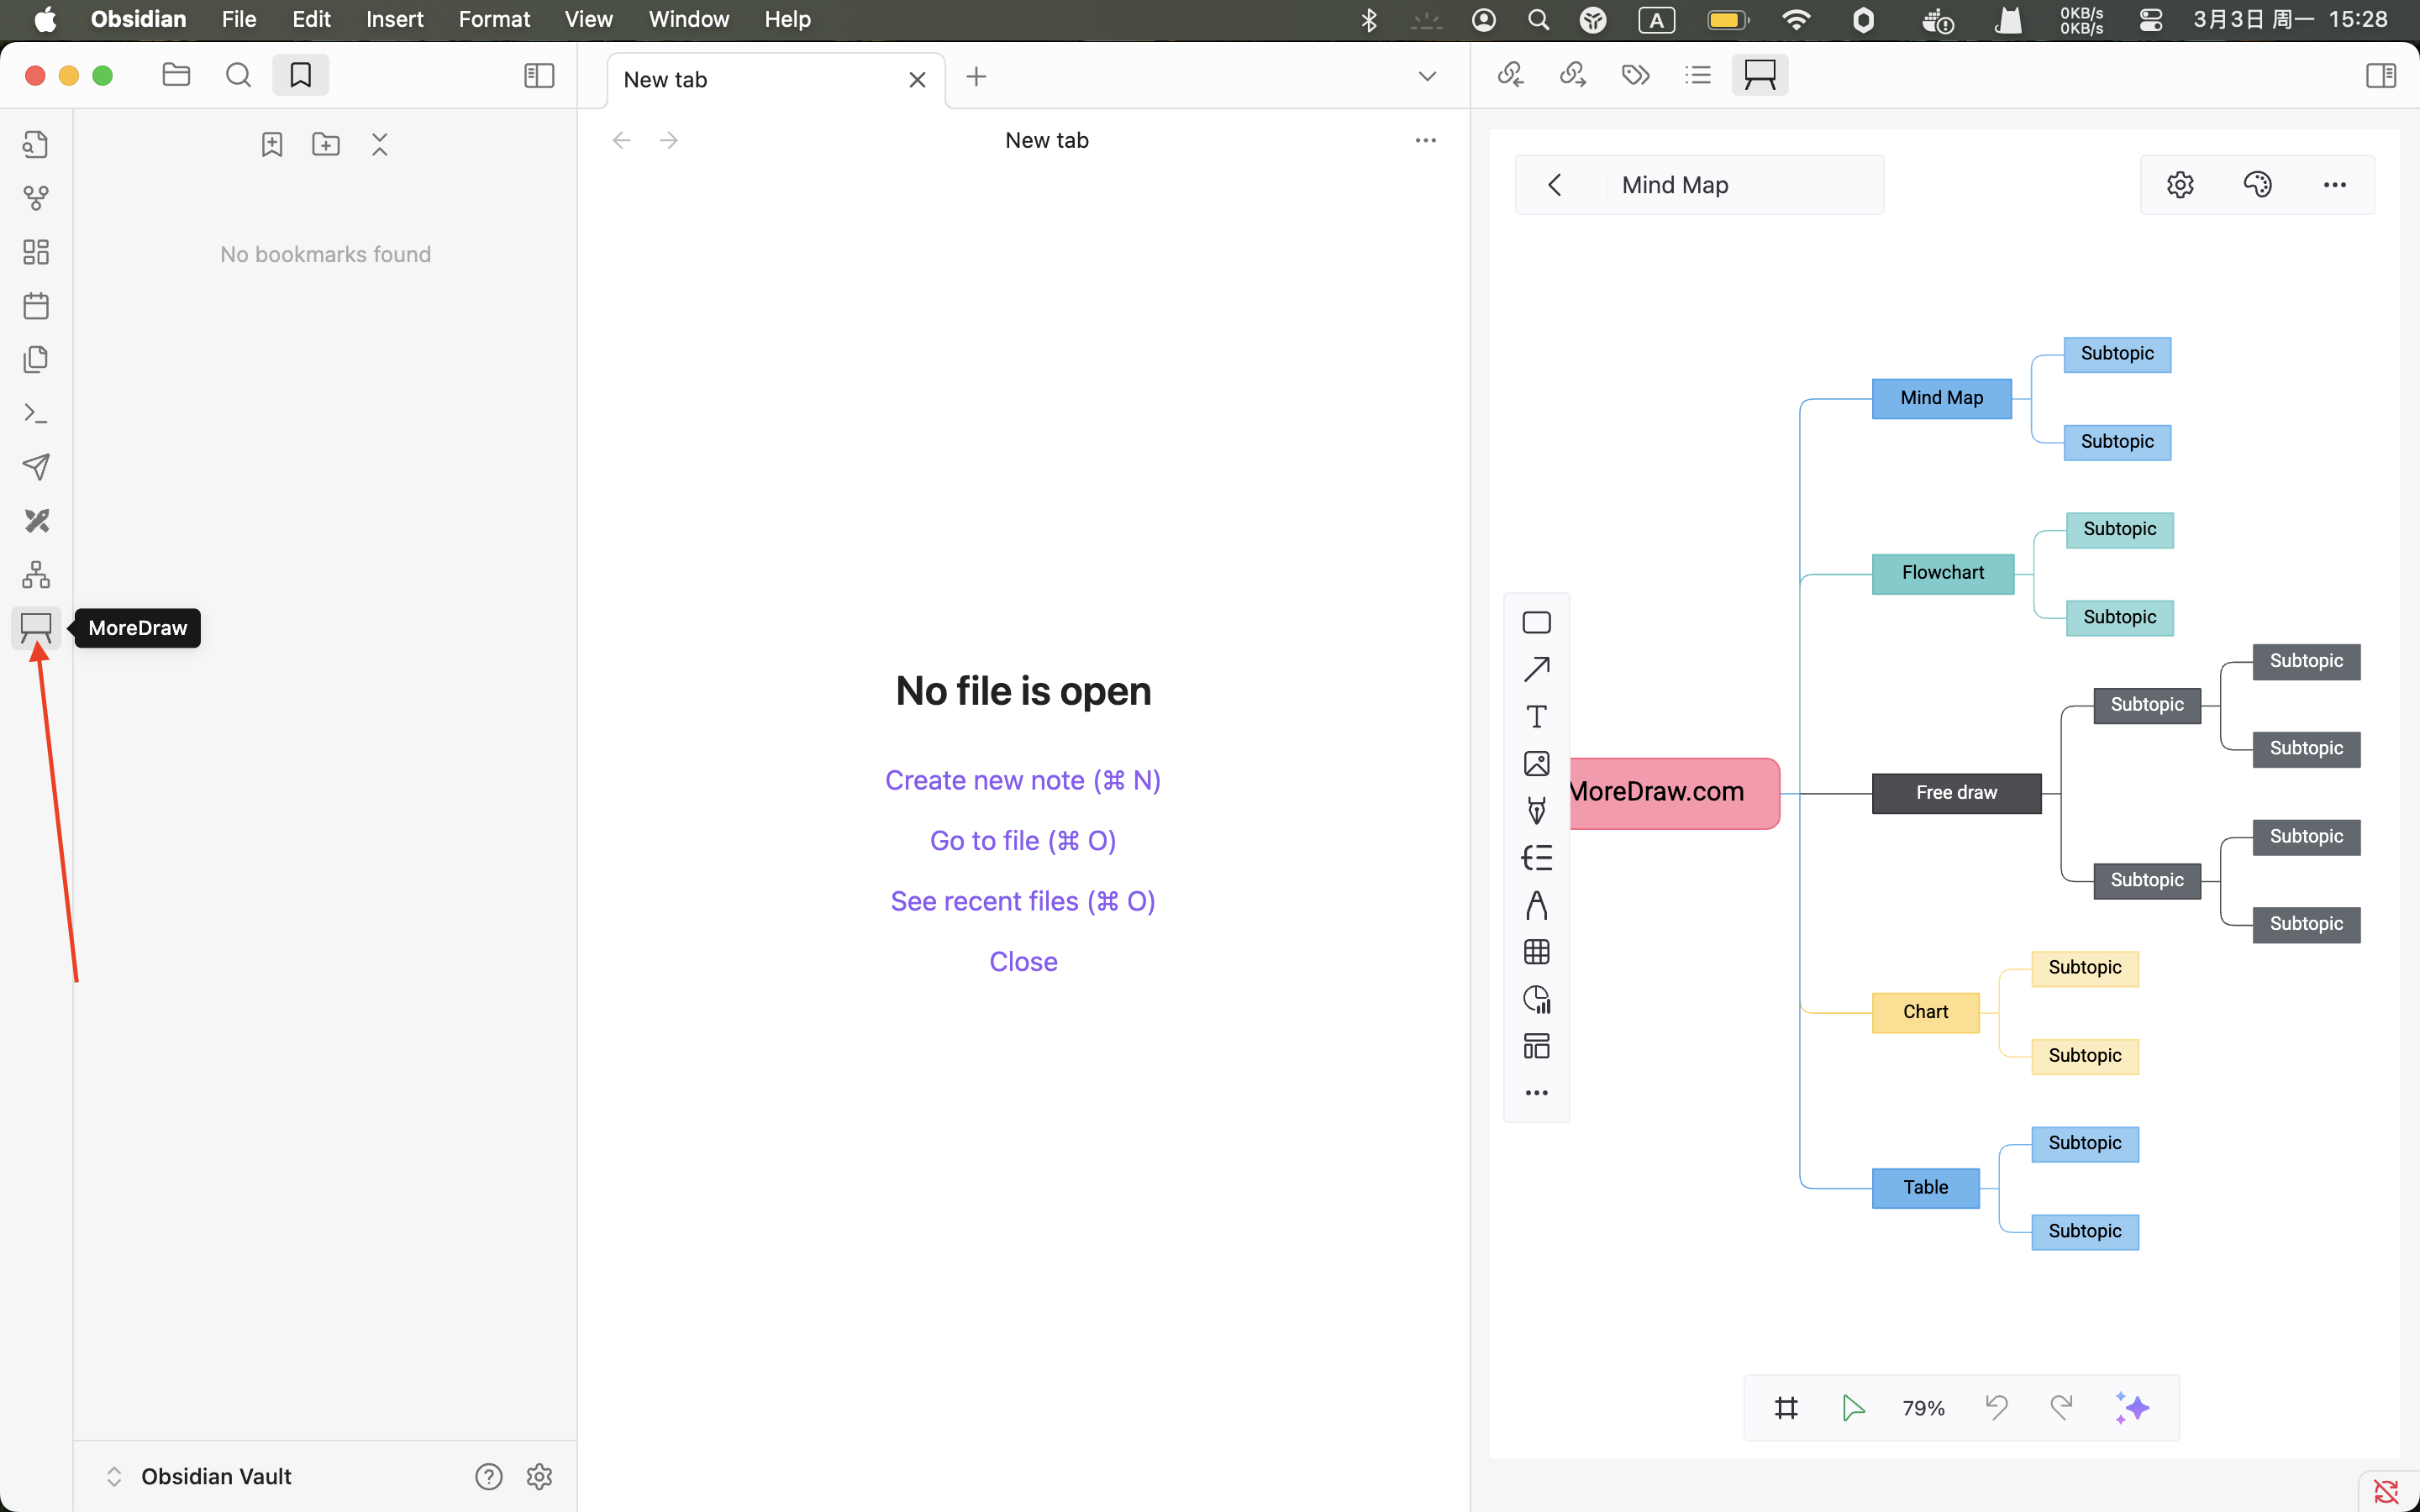 Obsidian File Edit Insert Format View Window Help
A
0KB/s
0KB/s
3月3日 周一 15:28
New tab
New tab
No bookmarks found
MoreDraw
No file is open
Create new note (⌘ N)
Go to file (⌘ O)
See recent files (⌘ O)
Close
Obsidian Vault
Mind Map
MoreDraw.com
Mind Map
Subtopic
Subtopic
Flowchart
Subtopic
Subtopic
Free draw
Subtopic
Subtopic
Subtopic
Subtopic
Subtopic
Subtopic
Chart
Subtopic
Subtopic
Table
Subtopic
Subtopic
79%